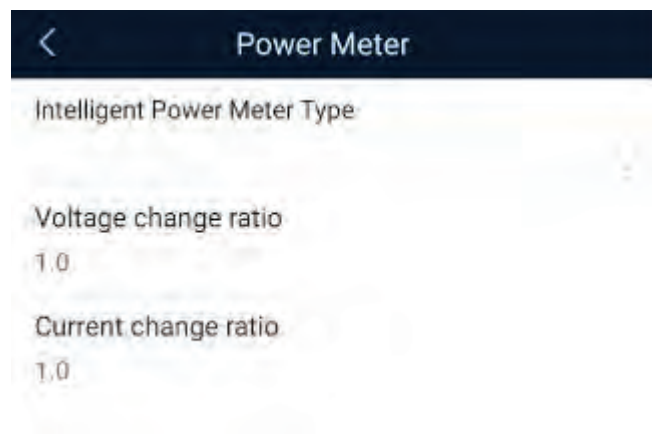 Power Meter
Intelligent Power Meter Type
Voltage change ratio
1.0
Current change ratio
1.0